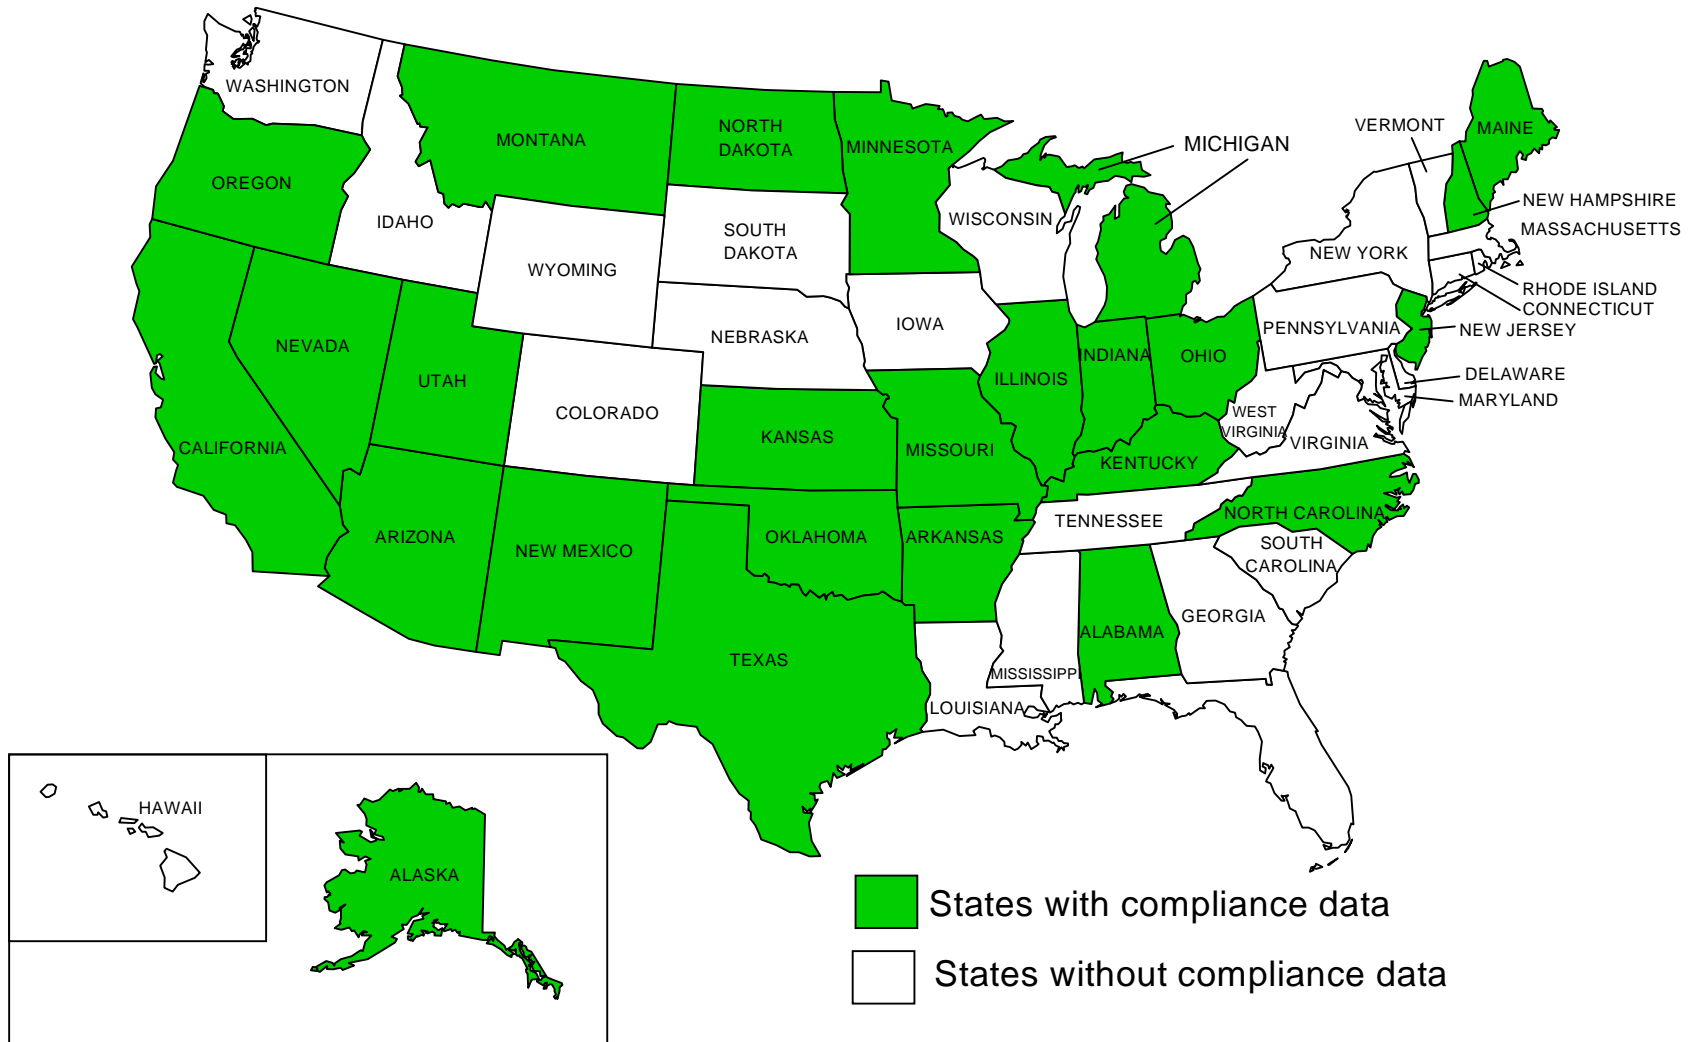 WASHINGTON
MONTANA
NORTH
DAKOTA
MINNESOTA
MICHIGAN
VERMONT
MAINE
OREGON
IDAHO
WYOMING
SOUTH
DAKOTA
WISCONSIN
NEW YORK
NEW HAMPSHIRE
MASSACHUSETTS
RHODE ISLAND
CONNECTICUT
NEW JERSEY
PENNSYLVANIA
DELAWARE
MARYLAND
NEVADA
UTAH
COLORADO
NEBRASKA
IOWA
ILLINOIS
INDIANA
OHIO
WEST
VIRGINIA
VIRGINIA
CALIFORNIA
KANSAS
MISSOURI
KENTUCKY
ARIZONA
NEW MEXICO
OKLAHOMA
ARKANSAS
TENNESSEE
NORTH CAROLINA
SOUTH
CAROLINA
GEORGIA
ALABAMA
MISSISSIPPI
TEXAS
LOUISIANA
HAWAII
ALASKA
States with compliance data
States without compliance data